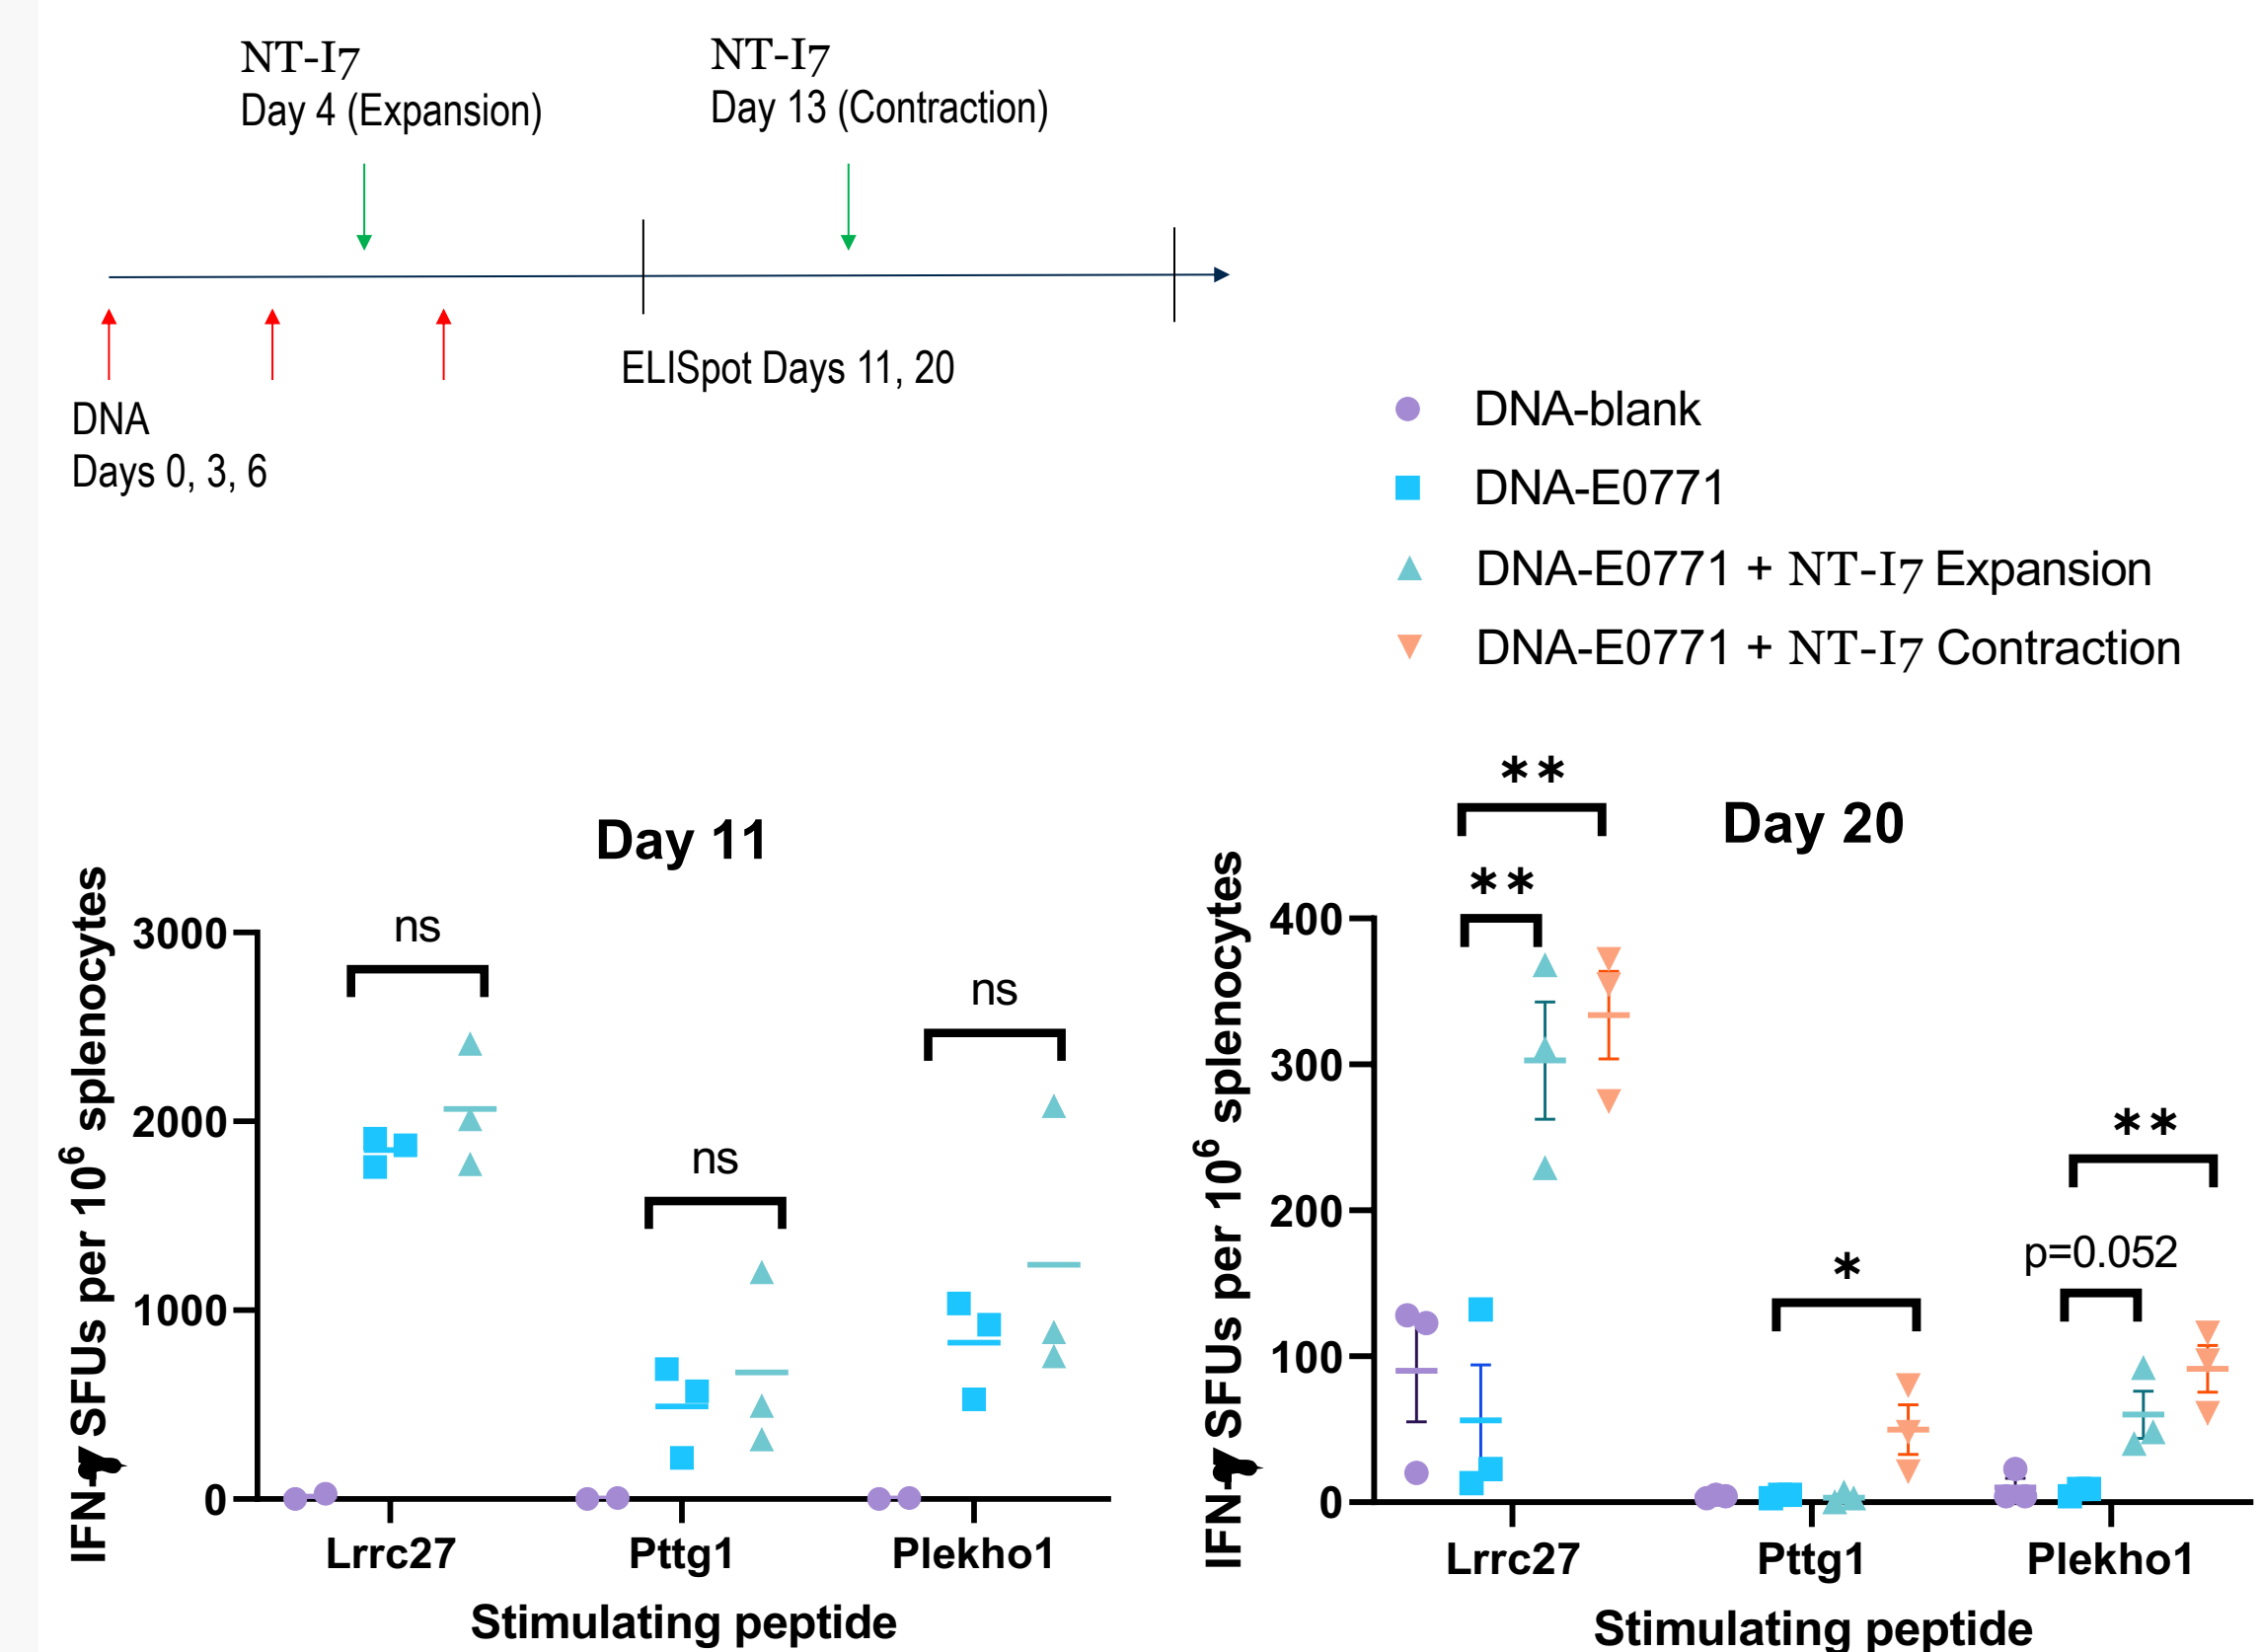 NT-I7
Day 4 (Expansion)
NT-I7
Day 13 (Contraction)
ELISpot Days 11, 20
DNA
Days 0, 3, 6
DNA-blank
DNA-E0771
DNA-E0771 + NT-I7 Expansion
DNA-E0771 + NT-I7 Contraction
Day 11
IFN-γ SFUs per 10⁶ splenocytes
3000
2000
1000
0
ns
ns
ns
Lrrc27
Pttg1
Plekho1
Stimulating peptide
Day 20
IFN-γ SFUs per 10⁶ splenocytes
400
300
200
100
0
**
**
*
**
p=0.052
Lrrc27
Pttg1
Plekho1
Stimulating peptide